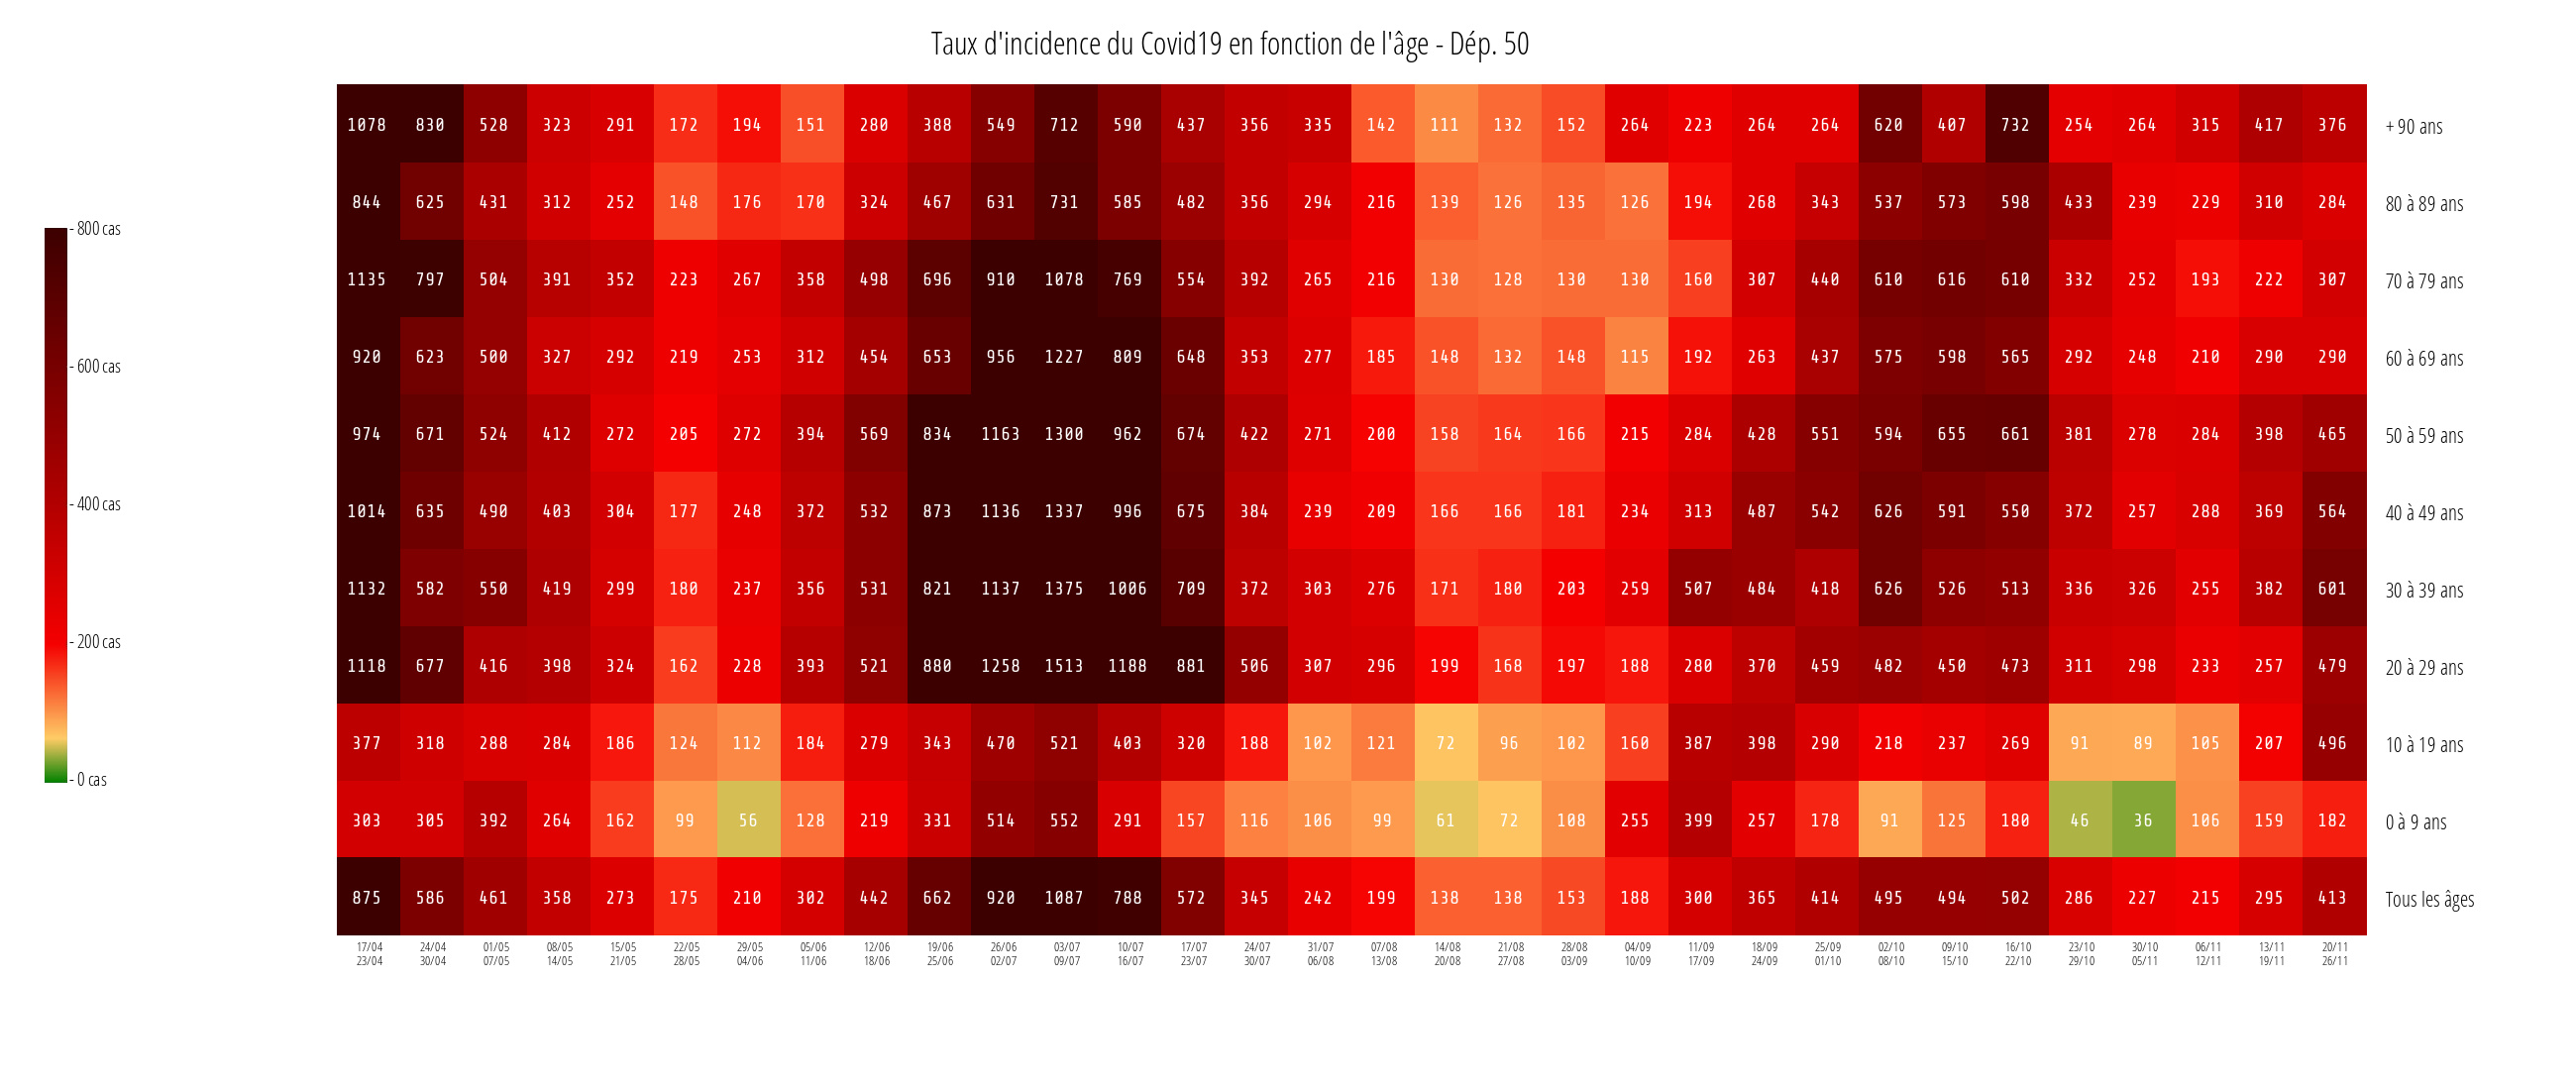 Taux d'incidence du Covid19 en fonction de l'âge - Dép. 50
- 800 cas
- 600 cas
- 400 cas
- 200 cas
- 0 cas
1078 830 528 323 291 172 194 151 280 388 549 712 590 437 356 335 142 111 132 152 264 223 264 264 620 407 732 254 264 315 417 376 + 90 ans
844 625 431 312 252 148 176 170 324 467 631 731 585 482 356 294 216 139 126 135 126 194 268 343 537 573 598 433 239 229 310 284 80 à 89 ans
1135 797 504 391 352 223 267 358 498 696 910 1078 769 554 392 265 216 130 128 130 130 160 307 440 610 616 610 332 252 193 222 307 70 à 79 ans
920 623 500 327 292 219 253 312 454 653 956 1227 809 648 353 277 185 148 132 148 115 192 263 437 575 598 565 292 248 210 290 290 60 à 69 ans
974 671 524 412 272 205 272 394 569 834 1163 1300 962 674 422 271 200 158 164 166 215 284 428 551 594 655 661 381 278 284 398 465 50 à 59 ans
1014 635 490 403 304 177 248 372 532 873 1136 1337 996 675 384 239 209 166 166 181 234 313 487 542 626 591 550 372 257 288 369 564 40 à 49 ans
1132 582 550 419 299 180 237 356 531 821 1137 1375 1006 709 372 303 276 171 180 203 259 507 484 418 626 526 513 336 326 255 382 601 30 à 39 ans
1118 677 416 398 324 162 228 393 521 880 1258 1513 1188 881 506 307 296 199 168 197 188 280 370 459 482 450 473 311 298 233 257 479 20 à 29 ans
377 318 288 284 186 124 112 184 279 343 470 521 403 320 188 102 121 72 96 102 160 387 398 290 218 237 269 91 89 105 207 496 10 à 19 ans
303 305 392 264 162 99 56 128 219 331 514 552 291 157 116 106 99 61 72 108 255 399 257 178 91 125 180 46 36 106 159 182 0 à 9 ans
875 586 461 358 273 175 210 302 442 662 920 1087 788 572 345 242 199 138 138 153 188 300 365 414 495 494 502 286 227 215 295 413 Tous les âges
17/04 24/04 01/05 08/05 15/05 22/05 29/05 05/06 12/06 19/06 26/06 03/07 10/07 17/07 24/07 31/07 07/08 14/08 21/08 28/08 04/09 11/09 18/09 25/09 02/10 09/10 16/10 23/10 30/10 06/11 13/11 20/11
23/04 30/04 07/05 14/05 21/05 28/05 04/06 11/06 18/06 25/06 02/07 09/07 16/07 23/07 30/07 06/08 13/08 20/08 27/08 03/09 10/09 17/09 24/09 01/10 08/10 15/10 22/10 29/10 05/11 12/11 19/11 26/11